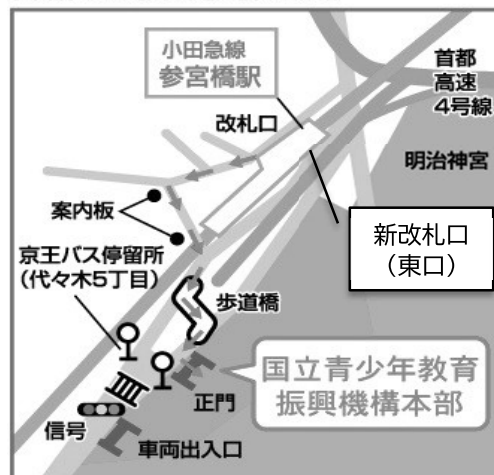 小田急線
参宮橋駅
首都
高速
4号線
改札口
明治神宮
案内板
新改札口
（東口）
京王バス停留所
（代々木5丁目）
歩道橋
国立青少年教育
振興機構本部
正門
信号
車両出入口